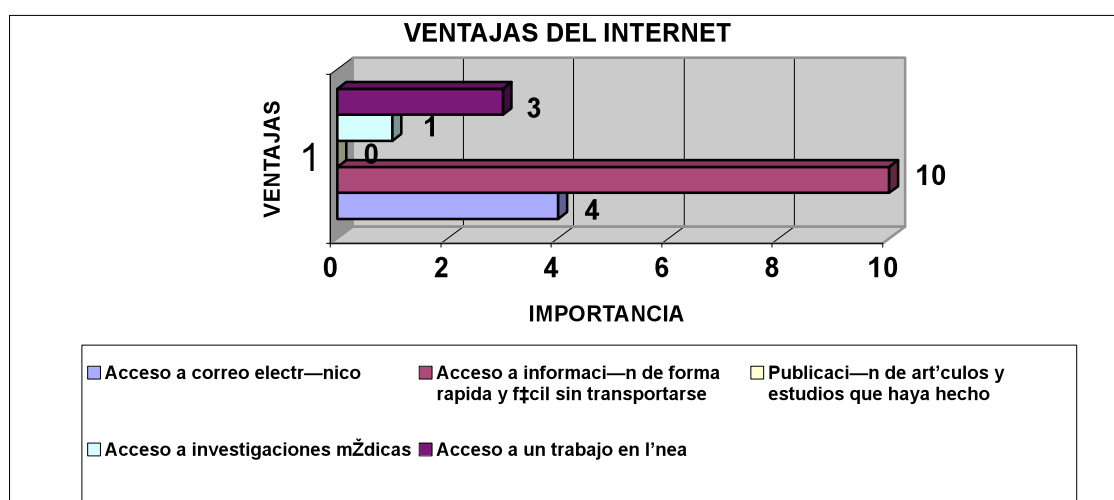 VENTAJAS DEL INTERNET
VENTAJAS
1
3
1
0
10
4
0 2 4 6 8 10
IMPORTANCIA
Acceso a correo electr—nico
Acceso a informaci—n de forma
rapida y f‡cil sin transportarse
Publicaci—n de art’culos y
estudios que haya hecho
Acceso a investigaciones mŽdicas
Acceso a un trabajo en l’nea